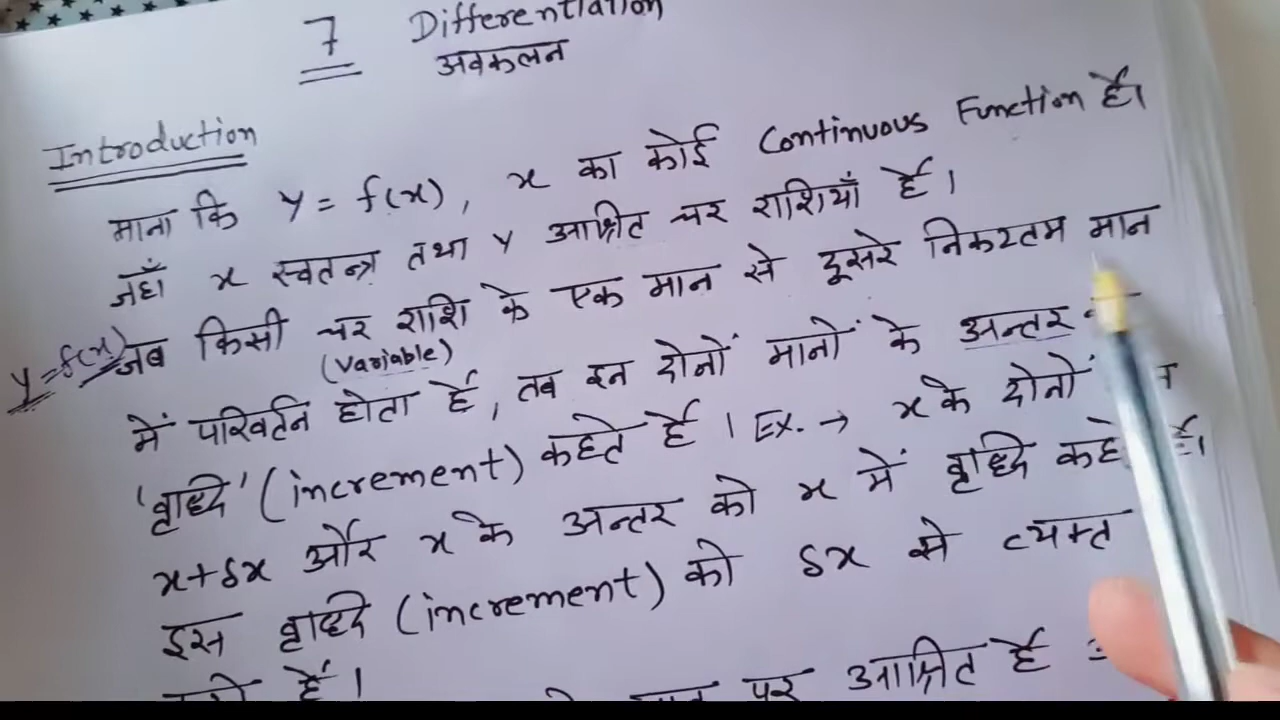 7 Differentiation
अवकलन
Introduction
माना कि y = f(x), x का कोई Continuous Function है।
जहाँ x स्वतन्त्र तथा y आश्रित चर राशियाँ हैं।
y=f(x) जब किसी चर राशि के एक मान से दूसरे निकटतम मान
(Variable)
में परिवर्तन होता है, तब इन दोनों मानों के अन्तर
'वृद्धि' (increment) कहते हैं। Ex. → x के दोनों
x+δx और x के अन्तर को x में वृद्धि
इस वृद्धि (increment) को δx से व्यक्त
हैं।
पर आश्रित है